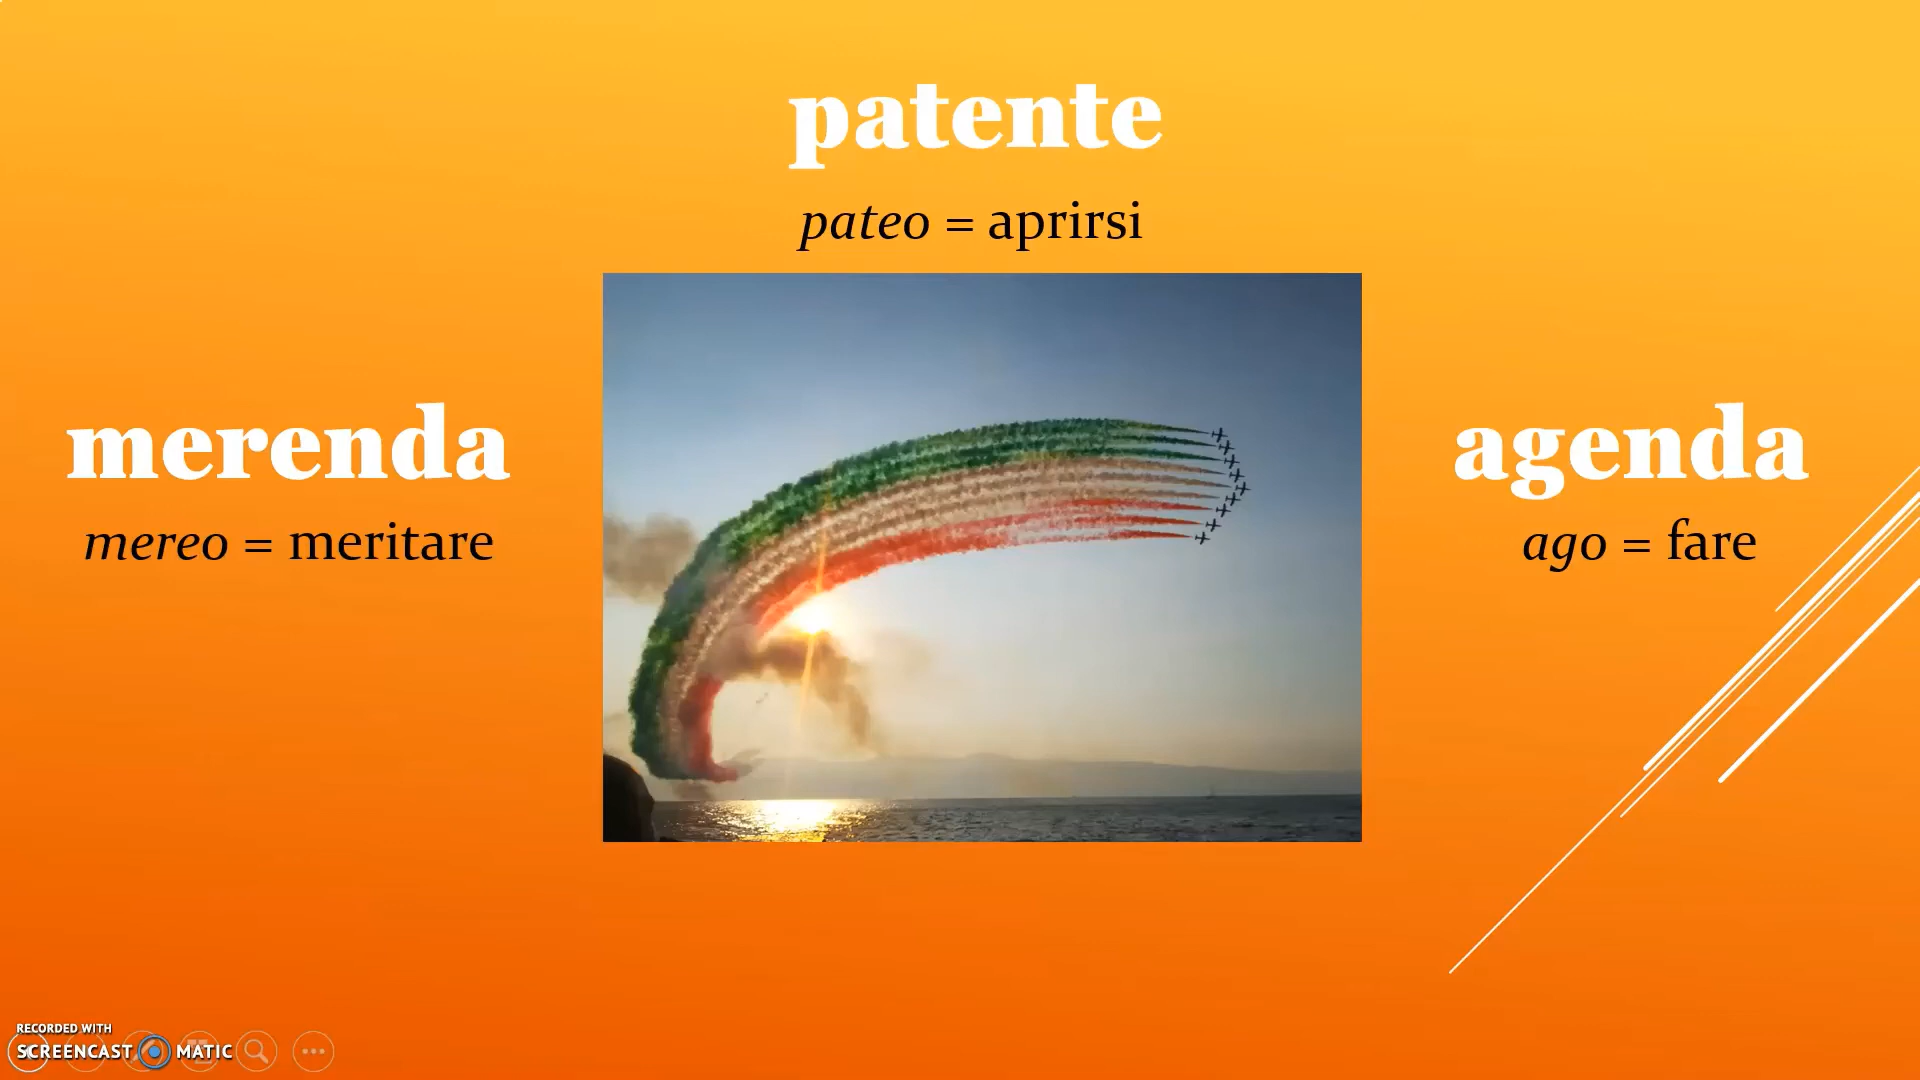 patente
pateo = aprirsi
merenda
mereo = meritare
agenda
ago = fare
RECORDED WITH
SCREENCAST MATIC